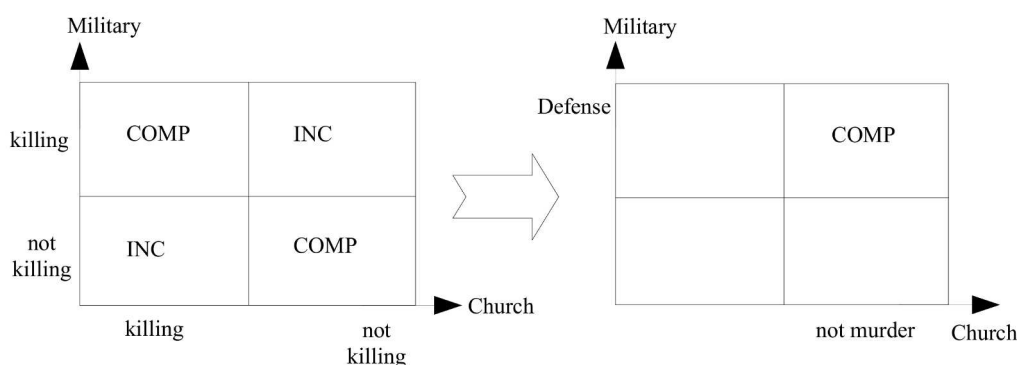 Military
killing
COMP
INC
not
killing
INC
COMP
Church
killing
not
killing
Military
Defense
COMP
not murder
Church